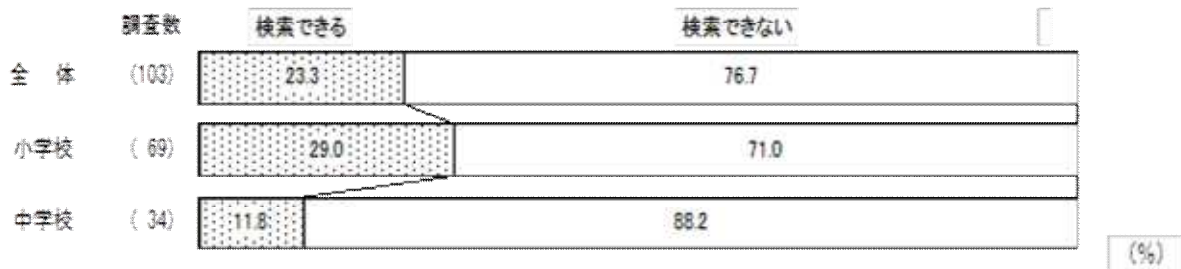 調査数 検索できる 検索できない
全 体 (103) 23.3 76.7
小学校 ( 69) 29.0 71.0
中学校 ( 34) 11.8 88.2
(%)